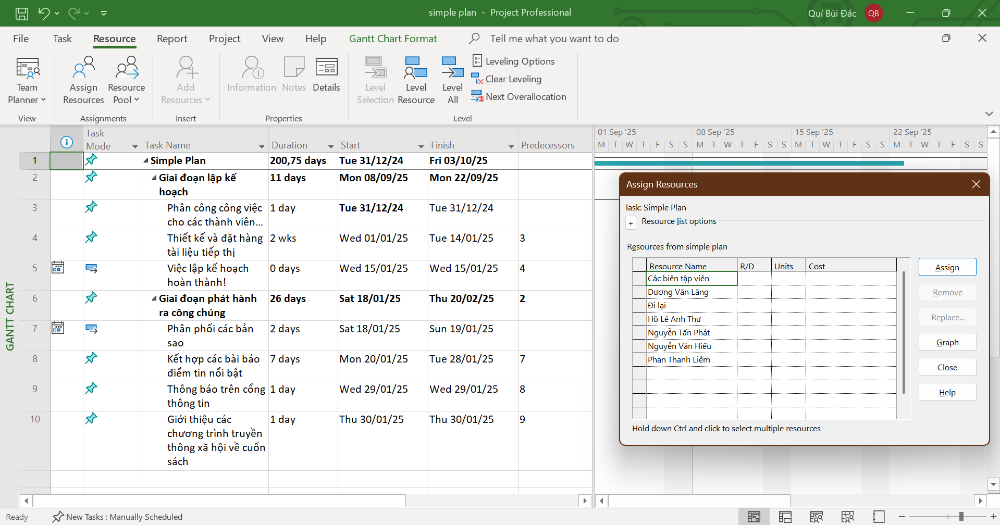 simple plan - Project Professional
Quí Bùi Đắc QB
File Task Resource Report Project View Help Gantt Chart Format Tell me what you want to do
Team Planner
Assign Resources
Resource Pool
Add Resources
Information
Notes
Details
Level Selection
Level Resource
Level All
Leveling Options
Clear Leveling
Next Overallocation
View Assignments Insert Properties Level
Task Mode Task Name Duration Start Finish Predecessors
01 Sep '25 08 Sep '25 15 Sep '25 22 Sep '25
M T W T F S S M T W T F S S M T W T F S S M T W T F S S
1 Simple Plan 200,75 days Tue 31/12/24 Fri 03/10/25
2 Giai đoạn lập kế 11 days Mon 08/09/25 Mon 22/09/25
hoạch
3 Phân công công việc 1 day Tue 31/12/24 Tue 31/12/24
cho các thành viên...
4 Thiết kế và đặt hàng 2 wks Wed 01/01/25 Tue 14/01/25 3
tài liệu tiếp thị
5 Việc lập kế hoạch 0 days Wed 15/01/25 Wed 15/01/25 4
hoàn thành!
6 Giai đoạn phát hành 26 days Sat 18/01/25 Thu 20/02/25 2
ra công chúng
7 Phân phối các bản 2 days Sat 18/01/25 Sun 19/01/25
sao
8 Kết hợp các bài báo 7 days Mon 20/01/25 Tue 28/01/25 7
điểm tin nổi bật
9 Thông báo trên cổng 1 day Wed 29/01/25 Wed 29/01/25 8
thông tin
10 Giới thiệu các 1 day Thu 30/01/25 Thu 30/01/25 9
chương trình truyền
thông xã hội về cuốn
sách
GANTT CHART
Assign Resources
Task: Simple Plan
+ Resource list options
Resources from simple plan
Resource Name R/D Units Cost
Các biên tập viên
Dương Văn Lăng
Đi lại
Hồ Lê Anh Thư
Nguyễn Tấn Phát
Nguyễn Văn Hiếu
Phan Thanh Liêm
Assign
Remove
Replace...
Graph
Close
Help
Hold down Ctrl and click to select multiple resources
Ready New Tasks : Manually Scheduled